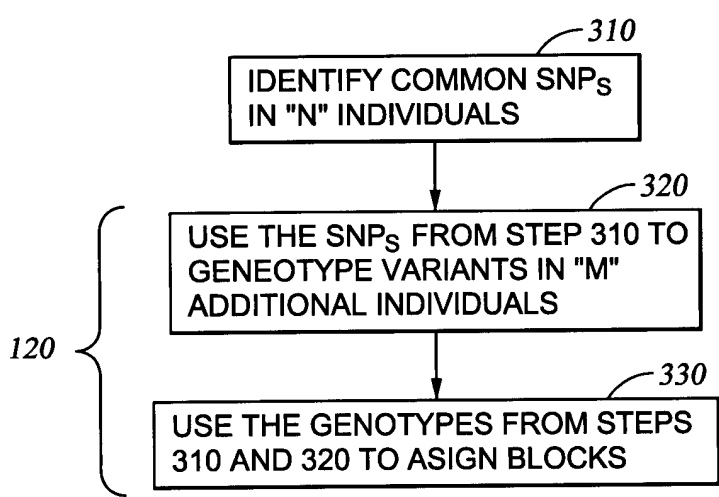 310
IDENTIFY COMMON SNPS
IN "N" INDIVIDUALS
320
USE THE SNPS FROM STEP 310 TO
GENEOTYPE VARIANTS IN "M"
ADDITIONAL INDIVIDUALS
120
330
USE THE GENOTYPES FROM STEPS
310 AND 320 TO ASIGN BLOCKS